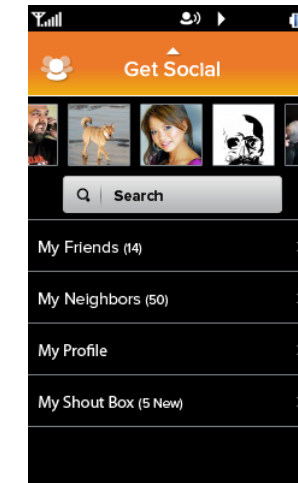 Get Social
Search
My Friends (14)
My Neighbors (50)
My Profile
My Shout Box (5 New)